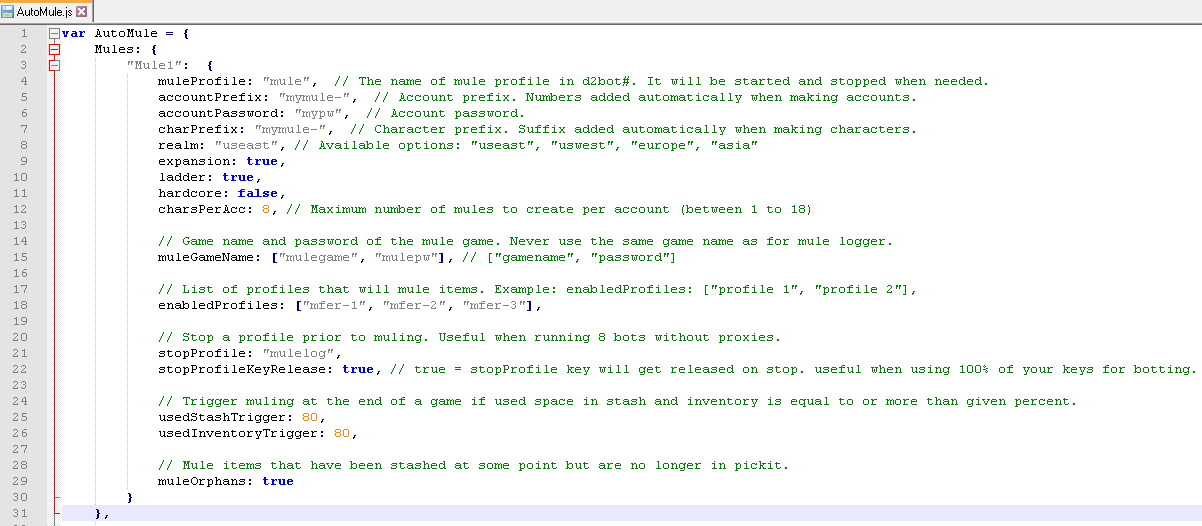 AutoMule.js
1 var AutoMule = {
2 Mules: {
3 "Mule1": {
4 muleProfile: "mule", // The name of mule profile in d2bot#. It will be started and stopped when needed.
5 accountPrefix: "mymule-", // Account prefix. Numbers added automatically when making accounts.
6 accountPassword: "mypw", // Account password.
7 charPrefix: "mymule-", // Character prefix. Suffix added automatically when making characters.
8 realm: "useast", // Available options: "useast", "uswest", "europe", "asia"
9 expansion: true,
10 ladder: true,
11 hardcore: false,
12 charsPerAcc: 8, // Maximum number of mules to create per account (between 1 to 18)
13
14 // Game name and password of the mule game. Never use the same game name as for mule logger.
15 muleGameName: ["mulegame", "mulepw"], // ["gamename", "password"]
16
17 // List of profiles that will mule items. Example: enabledProfiles: ["profile 1", "profile 2"],
18 enabledProfiles: ["mfer-1", "mfer-2", "mfer-3"],
19
20 // Stop a profile prior to muling. Useful when running 8 bots without proxies.
21 stopProfile: "mulelog",
22 stopProfileKeyRelease: true, // true = stopProfile key will get released on stop. useful when using 100% of your keys for botting.
23
24 // Trigger muling at the end of a game if used space in stash and inventory is equal to or more than given percent.
25 usedStashTrigger: 80,
26 usedInventoryTrigger: 80,
27
28 // Mule items that have been stashed at some point but are no longer in pickit.
29 muleOrphans: true
30 }
31 },